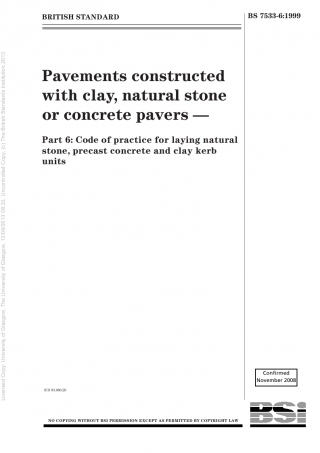 BRITISH STANDARD
BS 7533-6:1999
Pavements constructed
with clay, natural stone
or concrete pavers —
Part 6: Code of practice for laying natural
stone, precast concrete and clay kerb
units
Confirmed
November 2008
BSi
NO COPYING WITHOUT BSI PERMISSION EXCEPT AS PERMITTED BY COPYRIGHT LAW